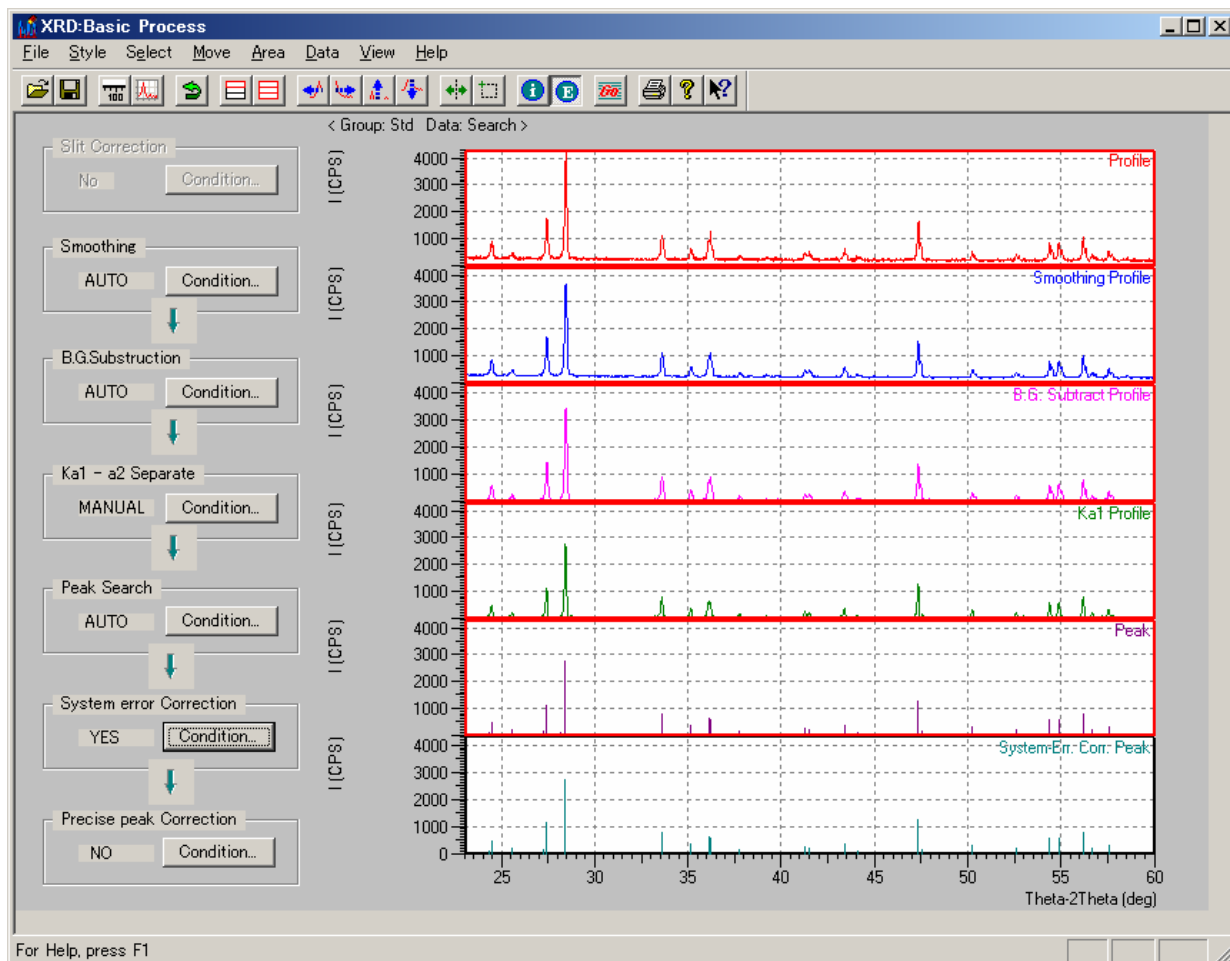 XRD:Basic Process
File Style Select Move Area Data View Help
100 i E Go ? ?
< Group: Std Data: Search >
Slit Correction
No Condition...
Smoothing
AUTO Condition...
B.G.Substruction
AUTO Condition...
Ka1 - a2 Separate
MANUAL Condition...
Peak Search
AUTO Condition...
System error Correction
YES Condition...
Precise peak Correction
NO Condition...
I (CPS)
4000
3000
2000
1000
Profile
I (CPS)
4000
3000
2000
1000
Smoothing Profile
I (CPS)
4000
3000
2000
1000
B.G. Subtract Profile
I (CPS)
4000
3000
2000
1000
Ka1 Profile
I (CPS)
4000
3000
2000
1000
Peak
I (CPS)
4000
3000
2000
1000
0
System-Err. Corr. Peak
25 30 35 40 45 50 55 60
Theta-2Theta (deg)
For Help, press F1